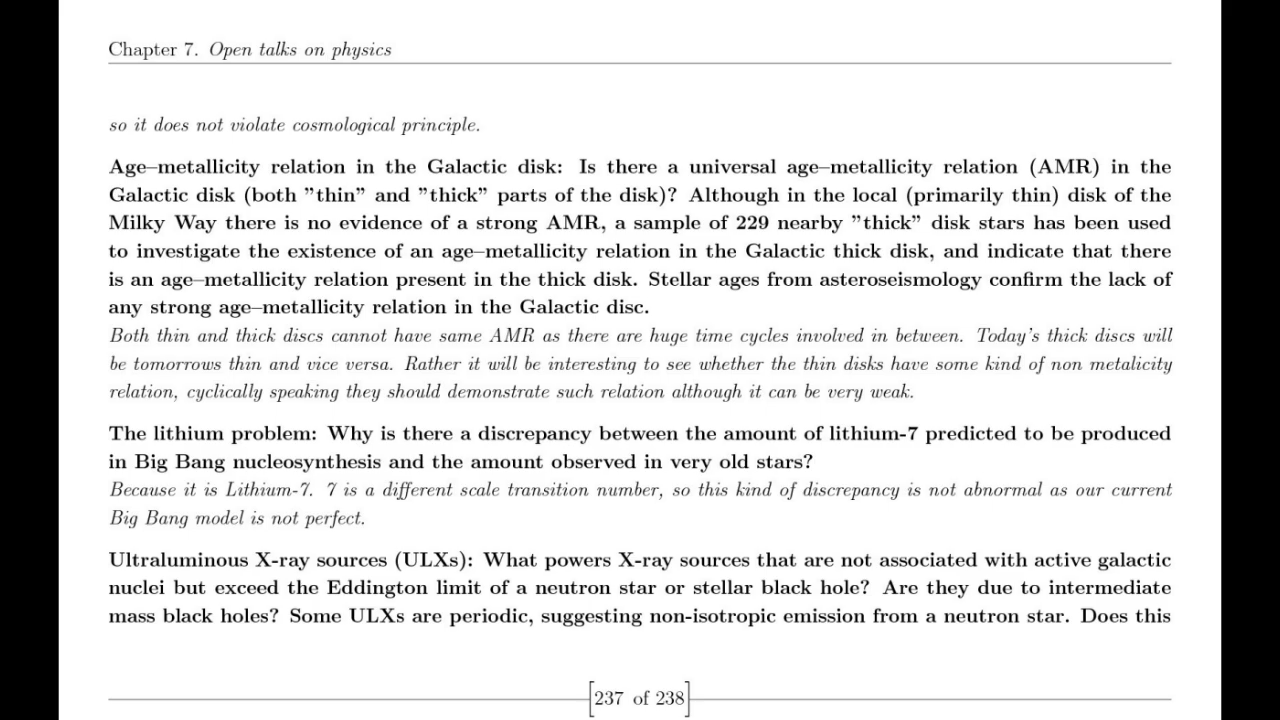 Chapter 7. Open talks on physics
so it does not violate cosmological principle.
Age–metallicity relation in the Galactic disk: Is there a universal age–metallicity relation (AMR) in the
Galactic disk (both ”thin” and ”thick” parts of the disk)? Although in the local (primarily thin) disk of the
Milky Way there is no evidence of a strong AMR, a sample of 229 nearby ”thick” disk stars has been used
to investigate the existence of an age–metallicity relation in the Galactic thick disk, and indicate that there
is an age–metallicity relation present in the thick disk. Stellar ages from asteroseismology confirm the lack of
any strong age–metallicity relation in the Galactic disc.
Both thin and thick discs cannot have same AMR as there are huge time cycles involved in between. Today's thick discs will
be tomorrows thin and vice versa. Rather it will be interesting to see whether the thin disks have some kind of non metalicity
relation, cyclically speaking they should demonstrate such relation although it can be very weak.
The lithium problem: Why is there a discrepancy between the amount of lithium-7 predicted to be produced
in Big Bang nucleosynthesis and the amount observed in very old stars?
Because it is Lithium-7. 7 is a different scale transition number, so this kind of discrepancy is not abnormal as our current
Big Bang model is not perfect.
Ultraluminous X-ray sources (ULXs): What powers X-ray sources that are not associated with active galactic
nuclei but exceed the Eddington limit of a neutron star or stellar black hole? Are they due to intermediate
mass black holes? Some ULXs are periodic, suggesting non-isotropic emission from a neutron star. Does this
237 of 238